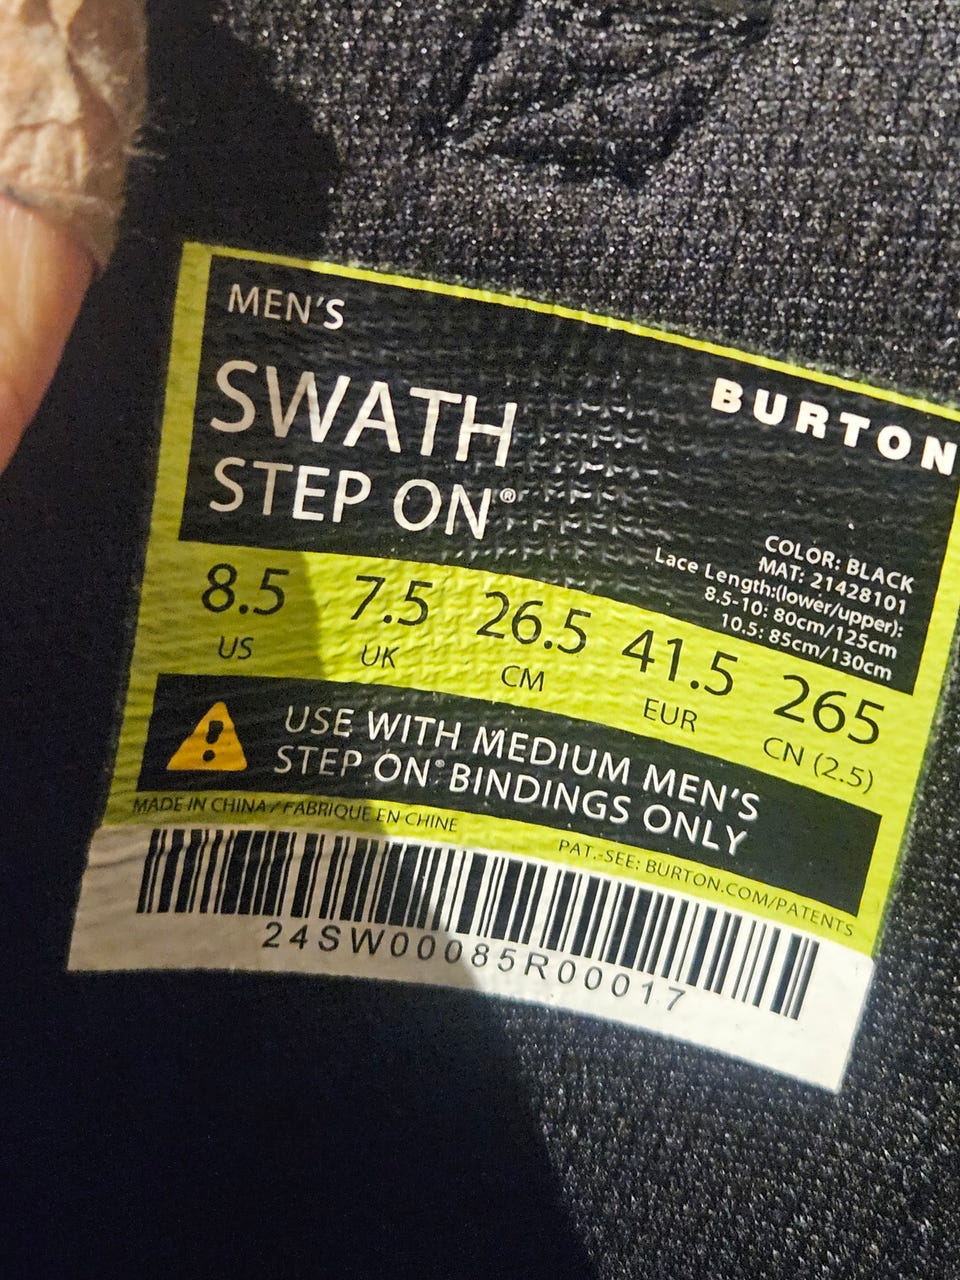 MEN'S
BURTON
SWATH
STEP ON®
COLOR: BLACK
MAT: 21428101
Lace Length:(lower/upper):
8.5-10: 80cm/125cm
10.5: 85cm/130cm
8.5 7.5 26.5 41.5 265
US UK CM EUR CN (2.5)
USE WITH MEDIUM MEN'S
STEP ON® BINDINGS ONLY
MADE IN CHINA / FABRIQUE EN CHINE
PAT.-SEE: BURTON.COM/PATENTS
24SW00085R00017